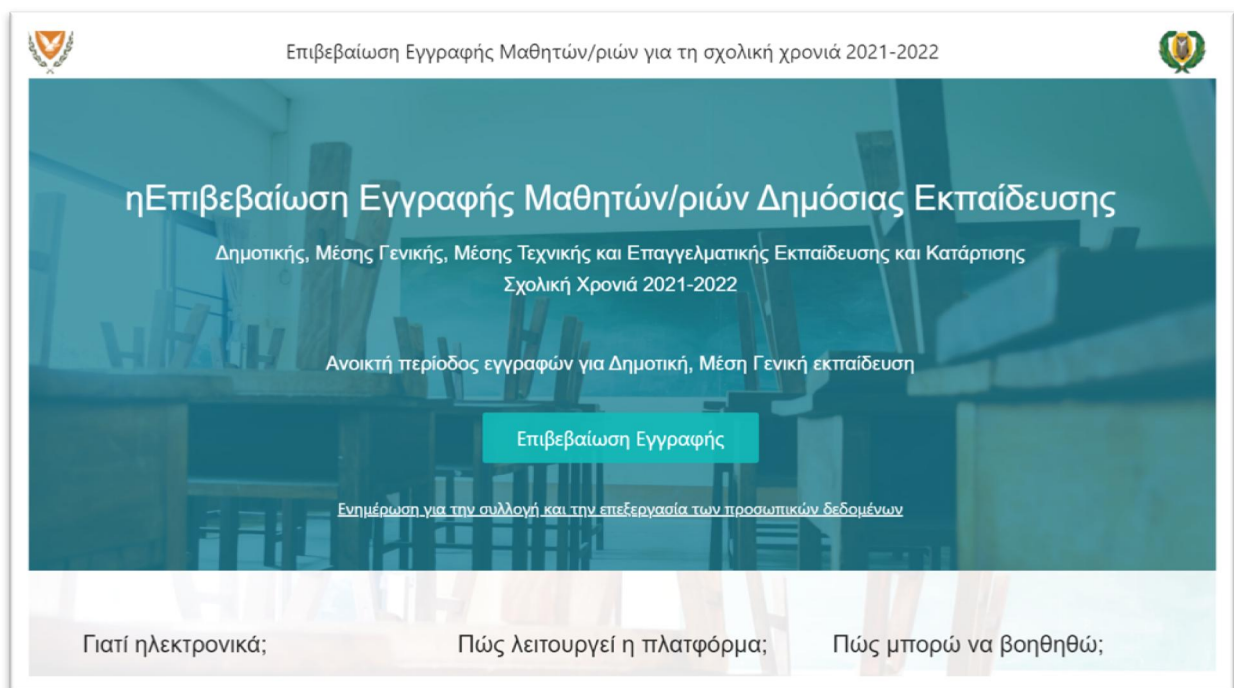 Επιβεβαίωση Εγγραφής Μαθητών/ριών για τη σχολική χρονιά 2021-2022
ηΕπιβεβαίωση Εγγραφής Μαθητών/ριών Δημόσιας Εκπαίδευσης
Δημοτικής, Μέσης Γενικής, Μέσης Τεχνικής και Επαγγελματικής Εκπαίδευσης και Κατάρτισης
Σχολική Χρονιά 2021-2022
Ανοικτή περίοδος εγγραφών για Δημοτική, Μέση Γενική εκπαίδευση
Επιβεβαίωση Εγγραφής
Ενημέρωση για την συλλογή και την επεξεργασία των προσωπικών δεδομένων
Γιατί ηλεκτρονικά; Πώς λειτουργεί η πλατφόρμα; Πώς μπορώ να βοηθηθώ;